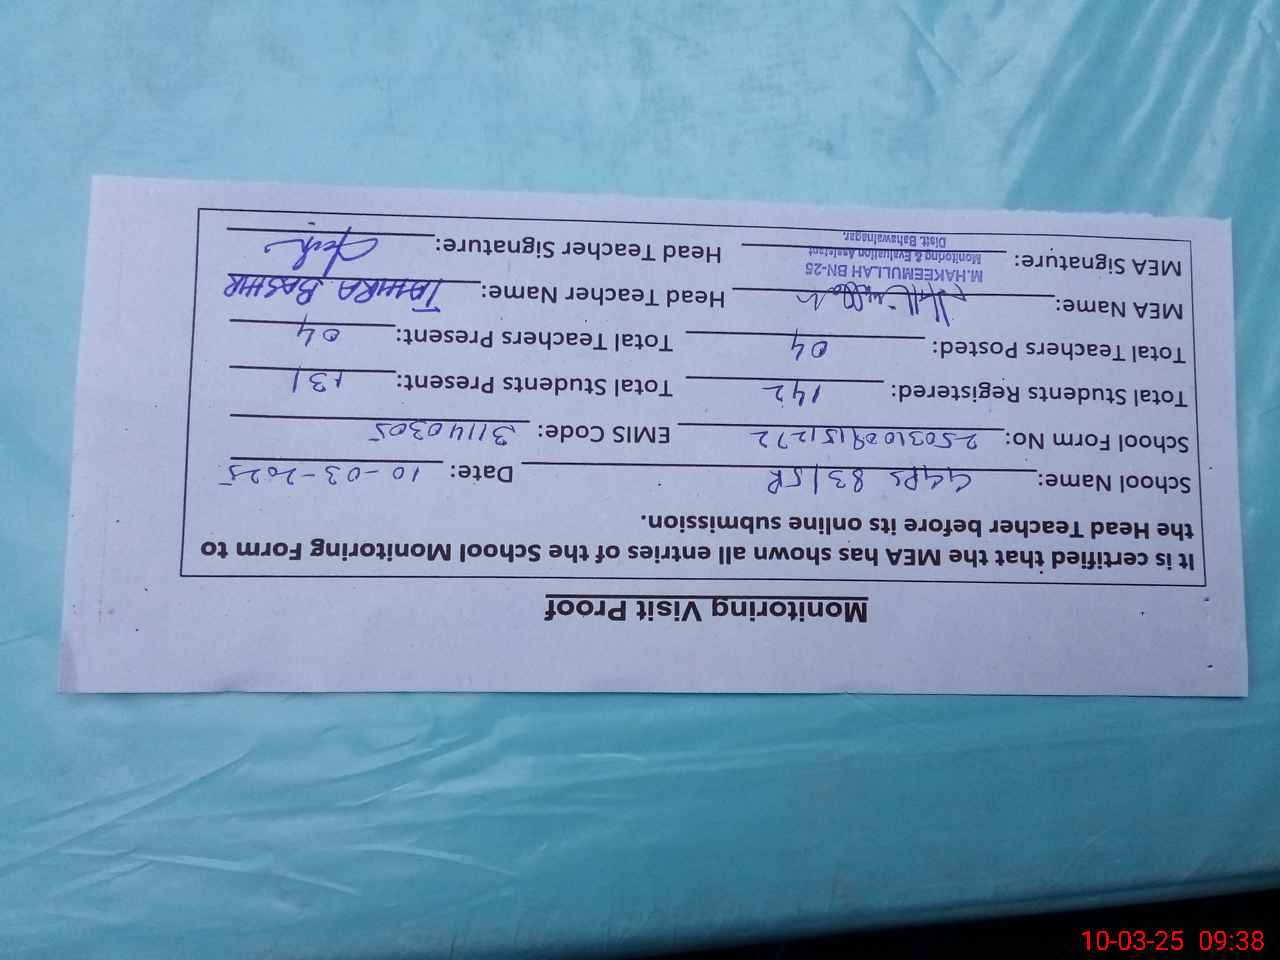 Monitoring Visit Proof
It is certified that the MEA has shown all entries of the School Monitoring Form to
the Head Teacher before its online submission.
School Name: GGPS 83/5R Date: 10-03-2025
School Form No: 25031009151272 EMIS Code: 31140305
Total Students Registered: 142 Total Students Present: 131
Total Teachers Posted: 04 Total Teachers Present: 04
MEA Name: Head Teacher Name: TAHIRA BASHIR
M.HAKEEMULLAH BN-25
Monitoring & Evaluation Assistant
Distt. Bahawalnagar.
MEA Signature: Head Teacher Signature:
10-03-25 09:38